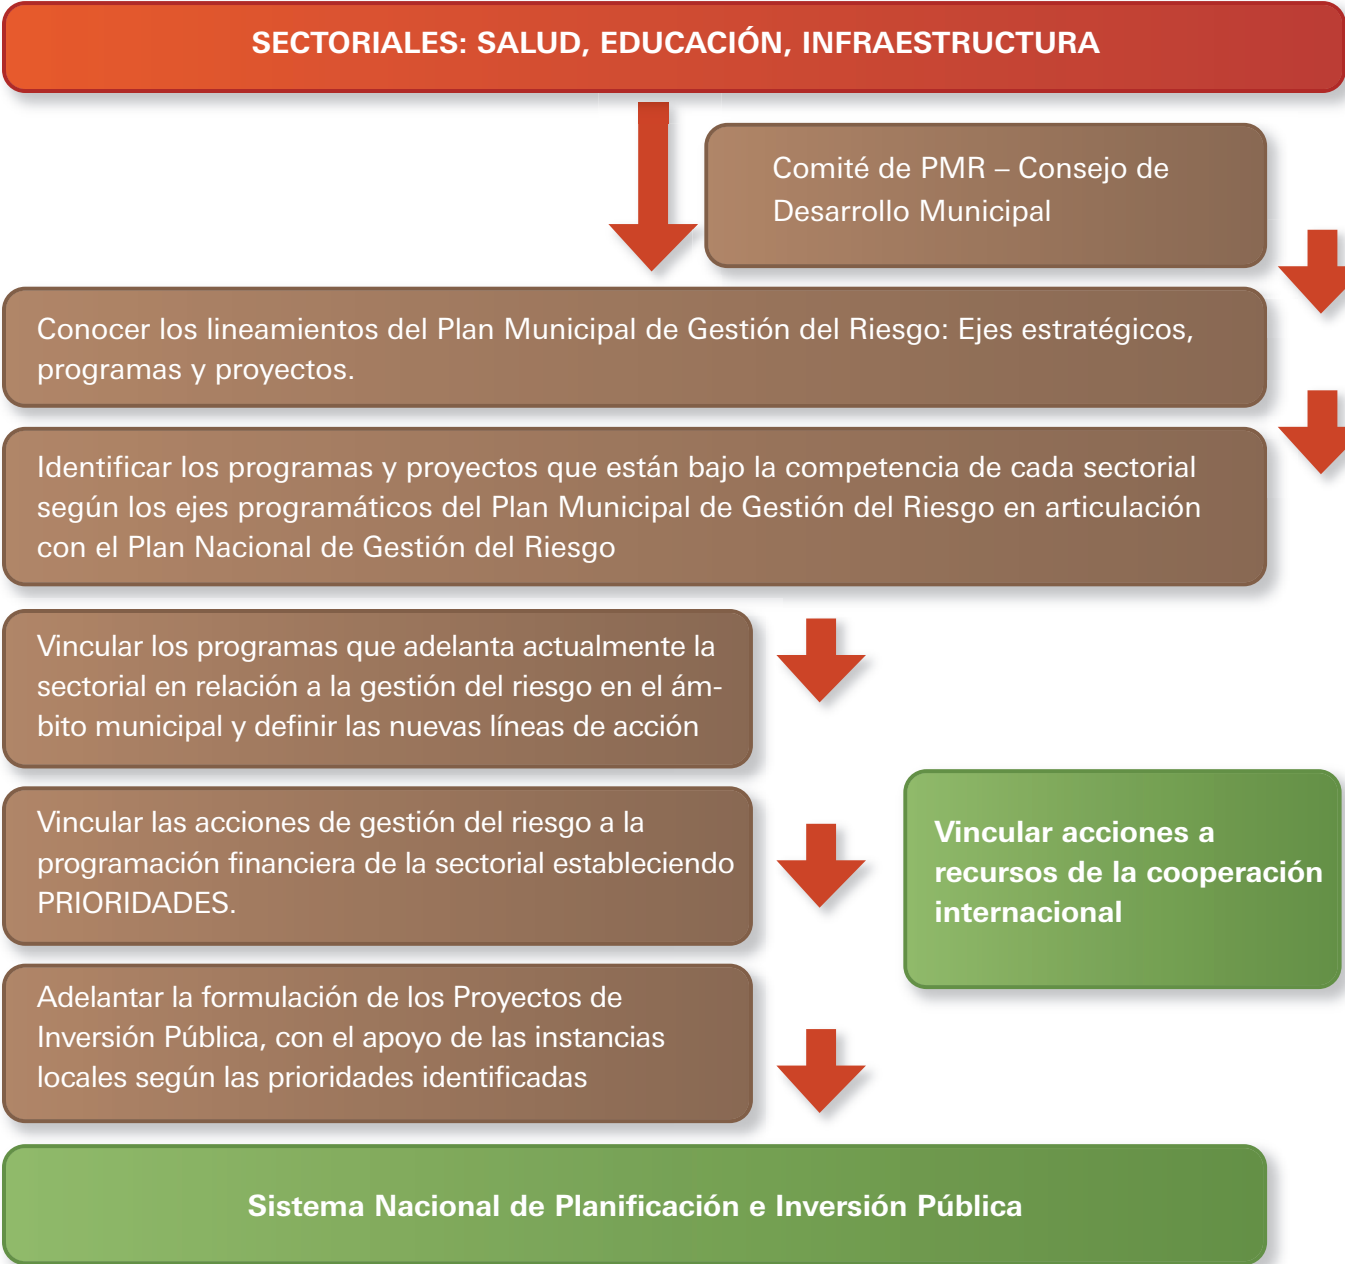 SECTORIALES: SALUD, EDUCACIÓN, INFRAESTRUCTURA
Comité de PMR – Consejo de
Desarrollo Municipal
Conocer los lineamientos del Plan Municipal de Gestión del Riesgo: Ejes estratégicos,
programas y proyectos.
Identificar los programas y proyectos que están bajo la competencia de cada sectorial
según los ejes programáticos del Plan Municipal de Gestión del Riesgo en articulación
con el Plan Nacional de Gestión del Riesgo
Vincular los programas que adelanta actualmente la
sectorial en relación a la gestión del riesgo en el ám-
bito municipal y definir las nuevas líneas de acción
Vincular las acciones de gestión del riesgo a la
programación financiera de la sectorial estableciendo
PRIORIDADES.
Vincular acciones a
recursos de la cooperación
internacional
Adelantar la formulación de los Proyectos de
Inversión Pública, con el apoyo de las instancias
locales según las prioridades identificadas
Sistema Nacional de Planificación e Inversión Pública